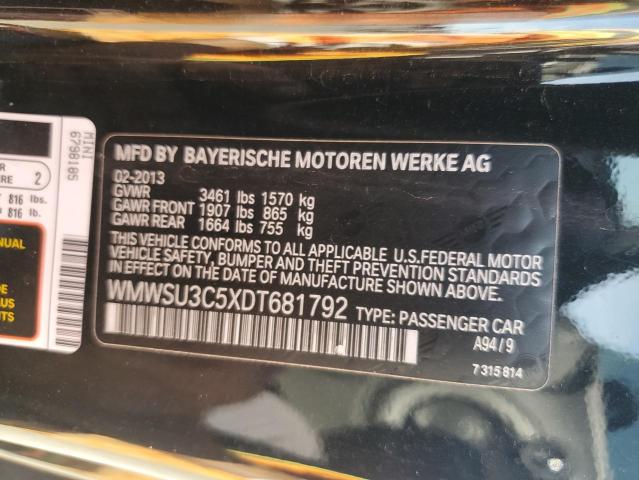 MFD BY BAYERISCHE MOTOREN WERKE AG
02-2013
GVWR 3461 lbs 1570 kg
GAWR FRONT 1907 lbs 865 kg
GAWR REAR 1664 lbs 755 kg
THIS VEHICLE CONFORMS TO ALL APPLICABLE U.S.FEDERAL MOTOR
VEHICLE SAFETY, BUMPER AND THEFT PREVENTION STANDARDS
IN EFFECT ON THE DATE OF MANUFACTURE SHOWN ABOVE.
WMWSU3C5XDT681792 TYPE: PASSENGER CAR
A94/9
7 315 814
MINI
6798185
2
816 lbs.
816 lb.